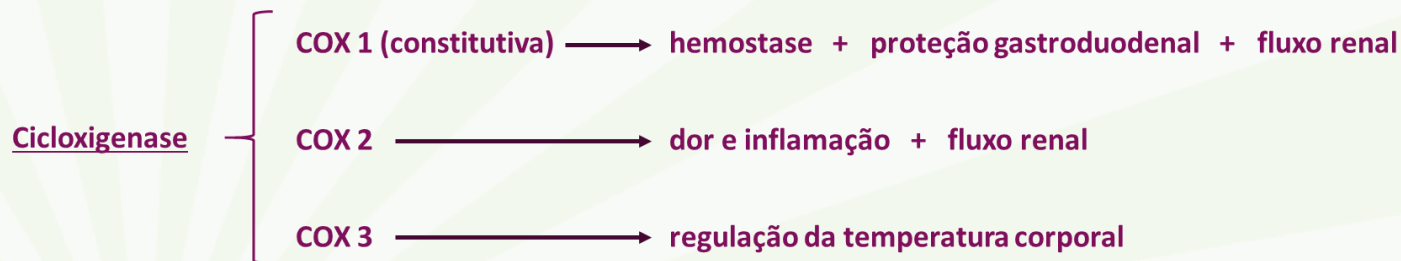 COX 1 (constitutiva) hemostase + proteção gastroduodenal + fluxo renal
Cicloxigenase COX 2 dor e inflamação + fluxo renal
COX 3 regulação da temperatura corporal